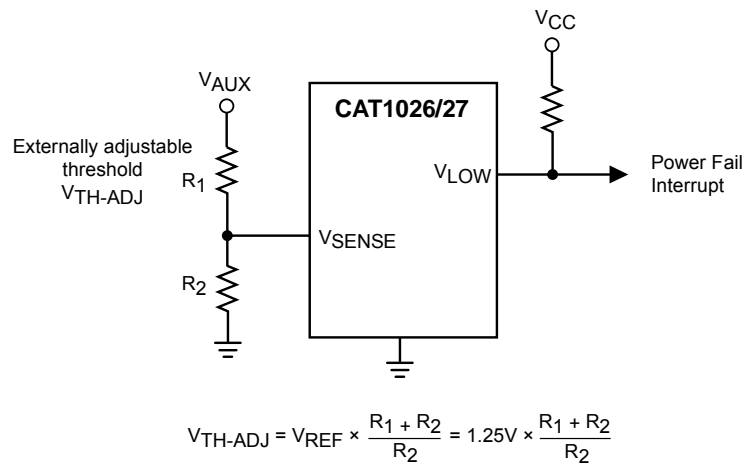 VCC
VAUX
CAT1026/27
Externally adjustable
threshold
VTH-ADJ
R1
VLOW
Power Fail
Interrupt
VSENSE
R2
VTH-ADJ = VREF × R1 + R2 / R2 = 1.25V × R1 + R2 / R2